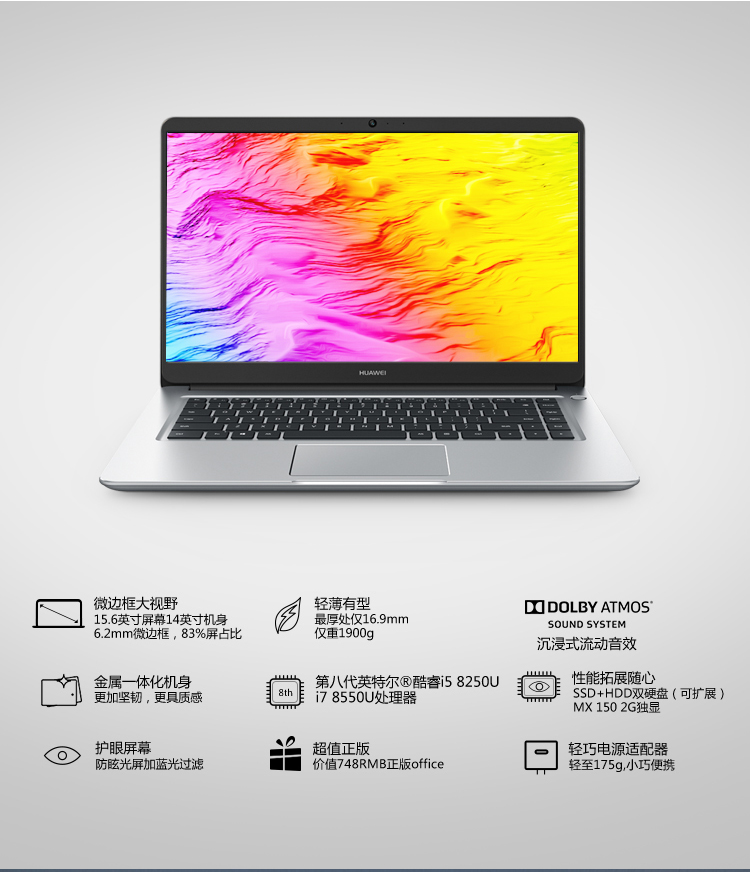 HUAWEI
微边框大视野
15.6英寸屏幕14英寸机身
6.2mm微边框，83%屏占比
轻薄有型
最厚处仅16.9mm
仅重1900g
DOLBY ATMOS®
SOUND SYSTEM
沉浸式流动音效
金属一体化机身
更加坚韧，更具质感
8th
第八代英特尔®酷睿i5 8250U
i7 8550U处理器
性能拓展随心
SSD+HDD双硬盘（可扩展）
MX 150 2G独显
护眼屏幕
防眩光屏加蓝光过滤
超值正版
价值748RMB正版office
轻巧电源适配器
轻至175g,小巧便携